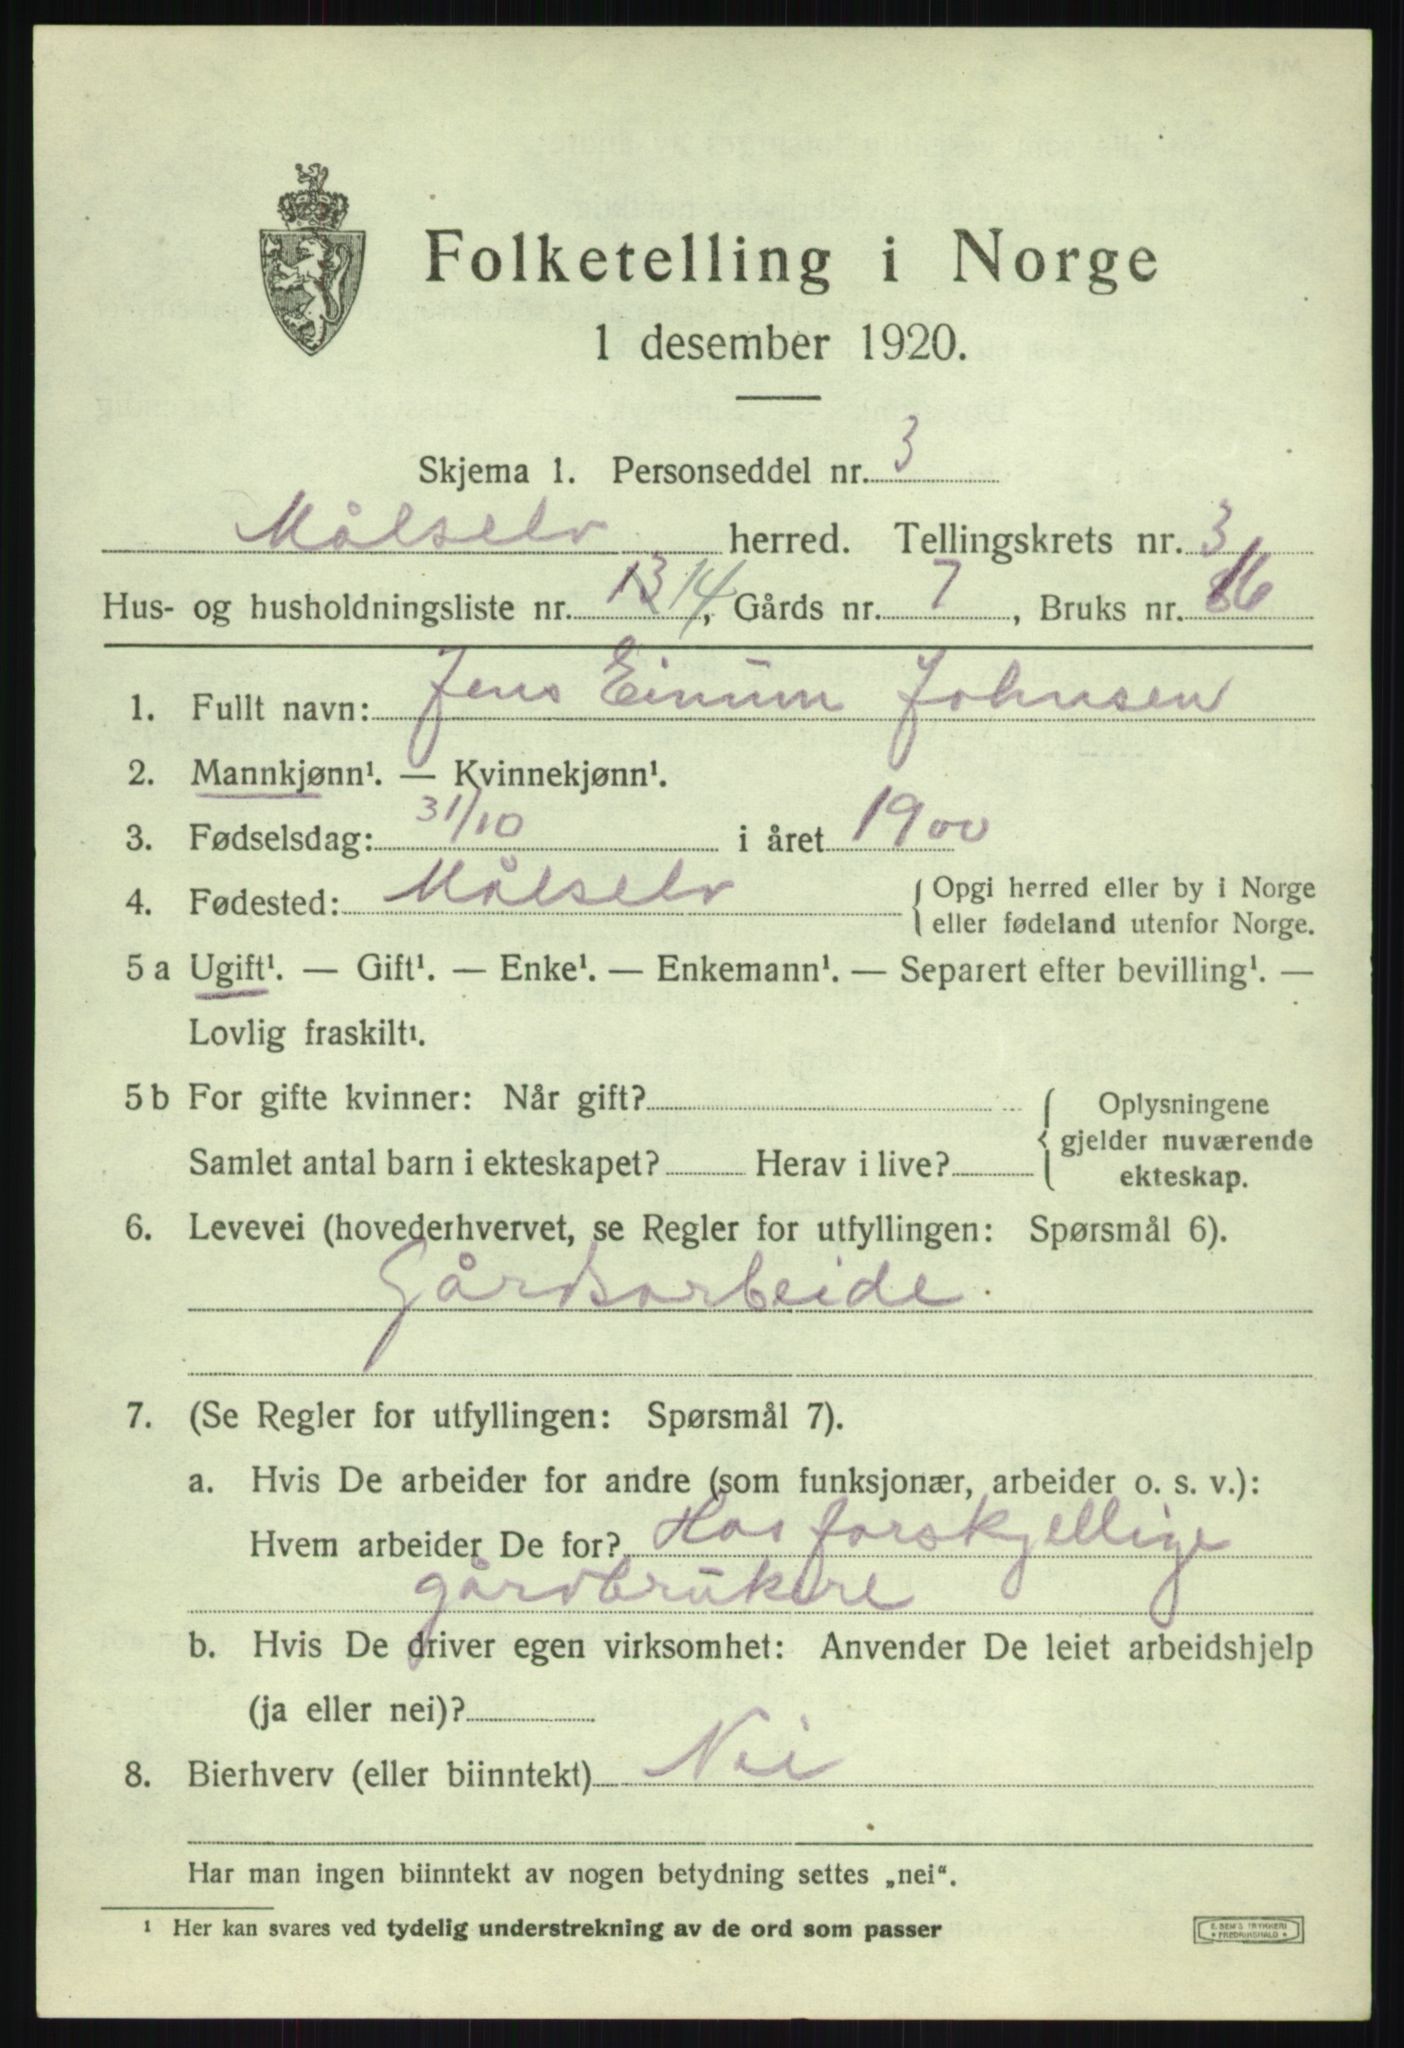 Folketelling i Norge
1 desember 1920.
Skjema 1. Personseddel nr. 3
Målselv herred. Tellingskrets nr. 3
Hus- og husholdningsliste nr. 13 14, Gårds nr. 7, Bruks nr. 16
1. Fullt navn: Jens Einum Johnsen
2. Mannkjønn¹. — Kvinnekjønn¹.
3. Fødselsdag: 31/10 i året 1900
4. Fødested: Målselv { Opgi herred eller by i Norge
eller fødeland utenfor Norge.
5 a Ugift¹. — Gift¹. — Enke¹. — Enkemann¹. — Separert efter bevilling¹. —
Lovlig fraskilt¹.
5 b For gifte kvinner: Når gift? { Oplysningene
gjelder nuværende
Samlet antal barn i ekteskapet? Herav i live?
ekteskap.
6. Levevei (hovederhvervet, se Regler for utfyllingen: Spørsmål 6).
Gårdsarbeide.
7. (Se Regler for utfyllingen: Spørsmål 7).
a. Hvis De arbeider for andre (som funksjonær, arbeider o. s. v.):
Hvem arbeider De for? Hos forskjellige
gårdbrukere
b. Hvis De driver egen virksomhet: Anvender De leiet arbeidshjelp
(ja eller nei)?
8. Bierhverv (eller biinntekt) Nei
Har man ingen biinntekt av nogen betydning settes „nei“.
¹ Her kan svares ved tydelig understrekning av de ord som passer
E. SEM'S TRYKKERI
* FREDRIKSHALD *